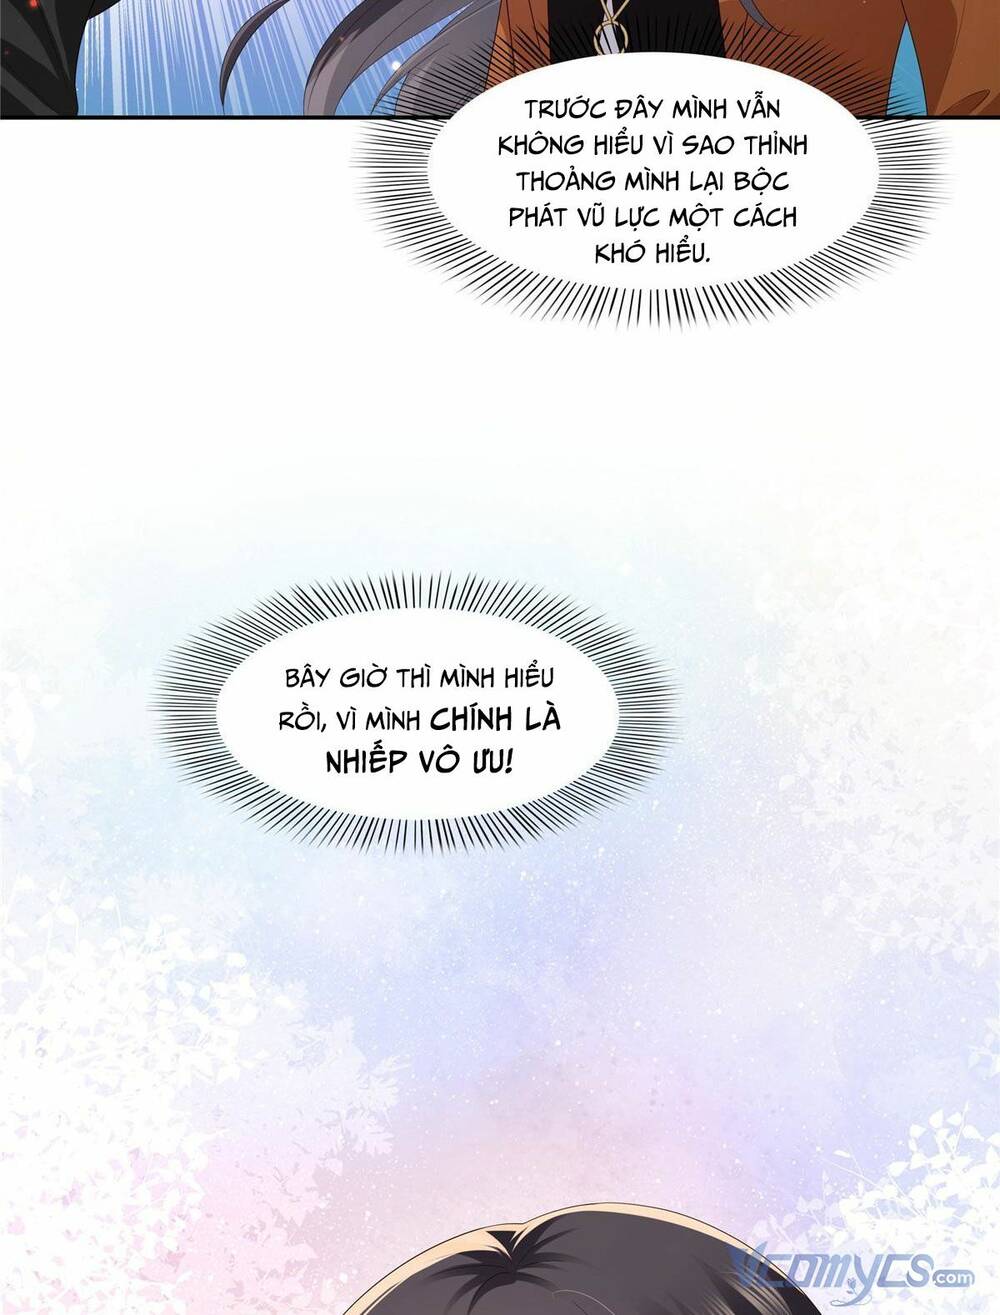 TRƯỚC ĐÂY MÌNH VẪN
KHÔNG HIỂU VÌ SAO THỈNH
THOẢNG MÌNH LẠI BỘC
PHÁT VŨ LỰC MỘT CÁCH
KHÓ HIỂU.
BÂY GIỜ THÌ MÌNH HIỂU
RỒI, VÌ MÌNH CHÍNH LÀ
NHIẾP VÔ ƯU!
VCOMYCS.com